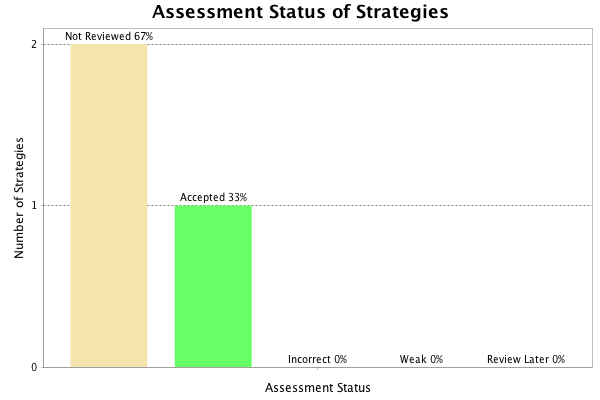 Assessment Status of Strategies
Number of Strategies
2
1
0
Not Reviewed 67%
Accepted 33%
Incorrect 0%
Weak 0%
Review Later 0%
Assessment Status